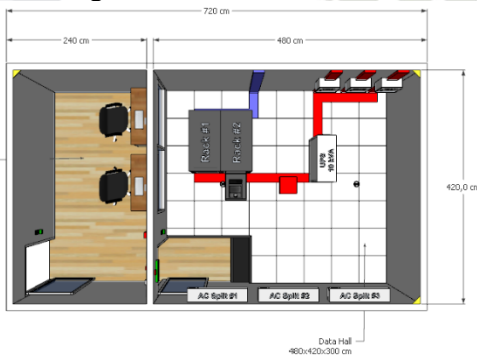 720 cm
240 cm
480 cm
Rack #1
Rack #2
UPS
10 kVA
420,0 cm
AC Split #1
AC Split #2
AC Split #3
Data Hall
480x420x300 cm